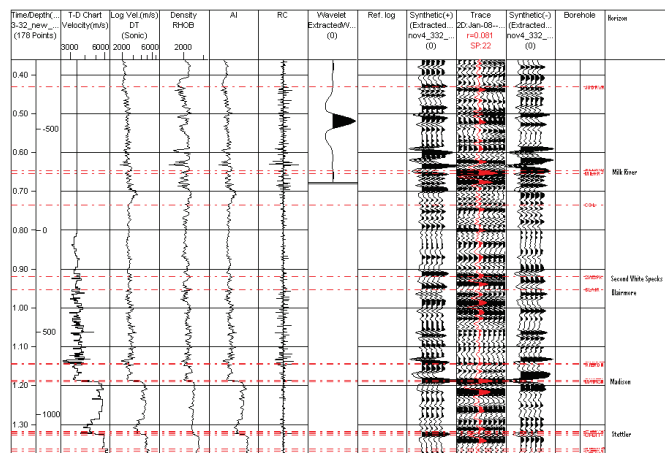 Time/Depth(... T-D Chart Log Vel.(m/s) Density AI RC Wavelet Ref. log Synthetic(+) Trace Synthetic(-) Borehole Horizon
3-32_new_... Velocity(m/s) DT RHOB ExtractedW... (Extracted... 2D:Jan-08--... (Extracted...
(178 Points) (Sonic) (0) nov4_332_... r=0.081 nov4_332_...
3000 6000 2000 2000 (0) SP:22 (0)
0.40
0.50
-500
0.60
Milk River
0.70
0.80 -0
0.90
Second White Specks
Blairmore
1.00
500
1.10
1.20 Madison
1000
1.30 Stettler